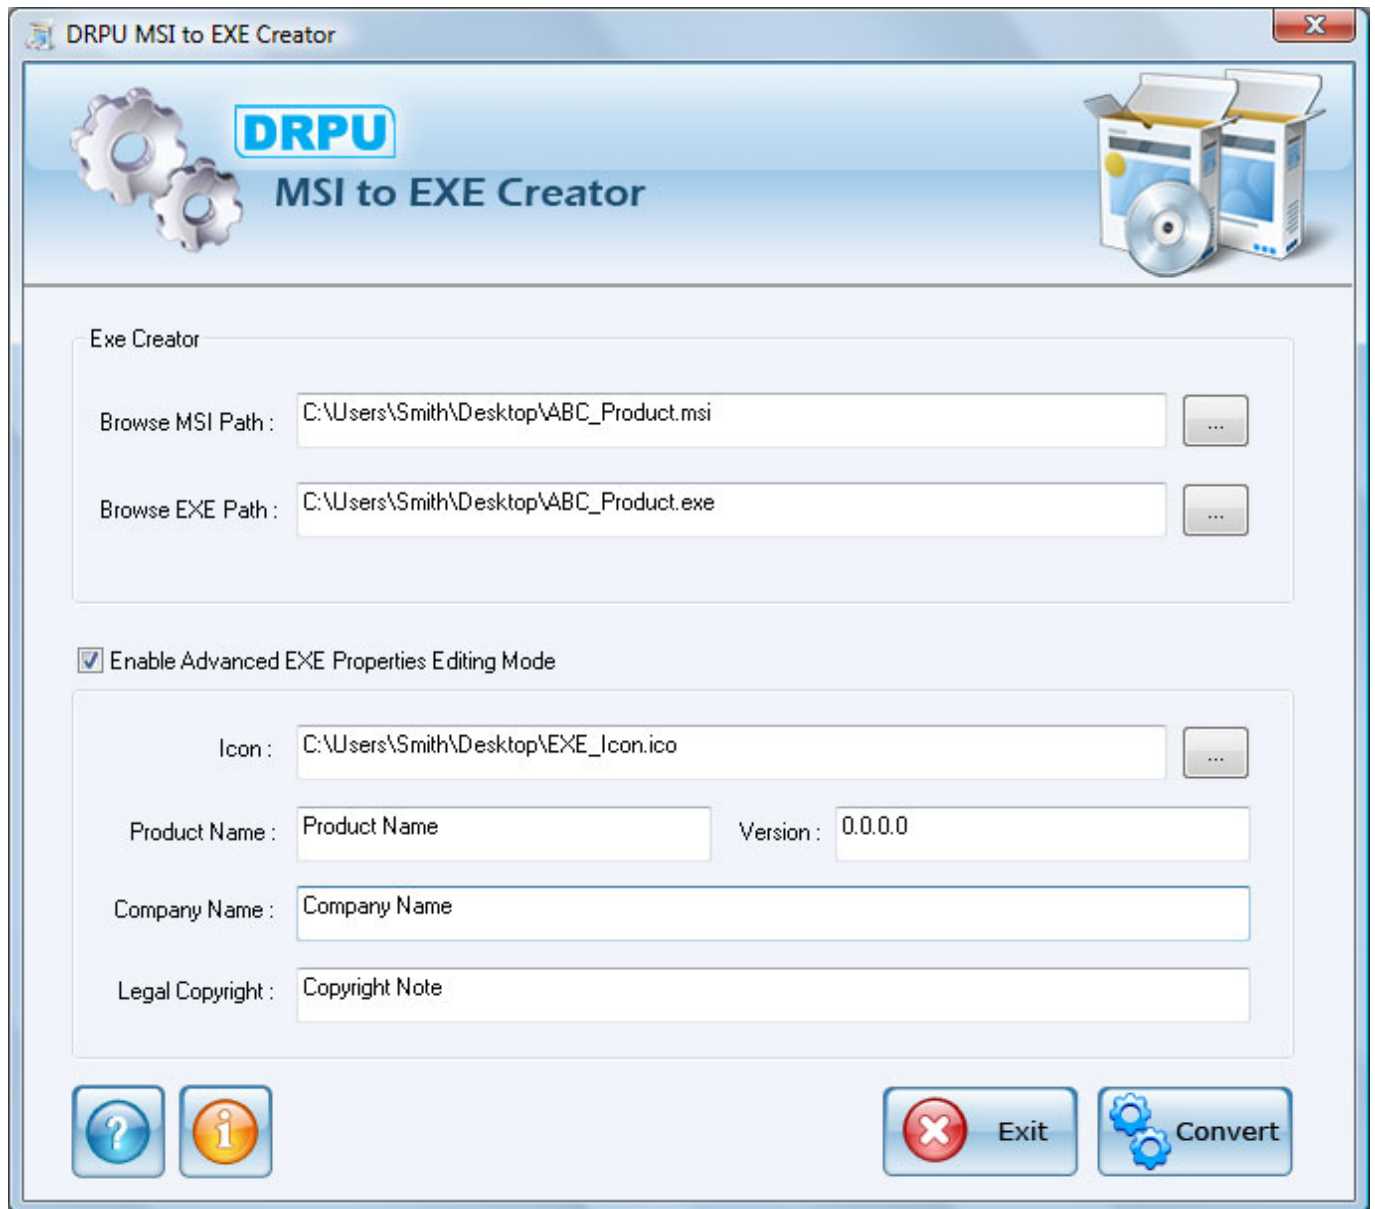 DRPU MSI to EXE Creator
DRPU
MSI to EXE Creator
Exe Creator
Browse MSI Path : C:\Users\Smith\Desktop\ABC_Product.msi ...
Browse EXE Path : C:\Users\Smith\Desktop\ABC_Product.exe ...
Enable Advanced EXE Properties Editing Mode
Icon : C:\Users\Smith\Desktop\EXE_Icon.ico ...
Product Name : Product Name Version : 0.0.0.0
Company Name : Company Name
Legal Copyright : Copyright Note
? i Exit Convert